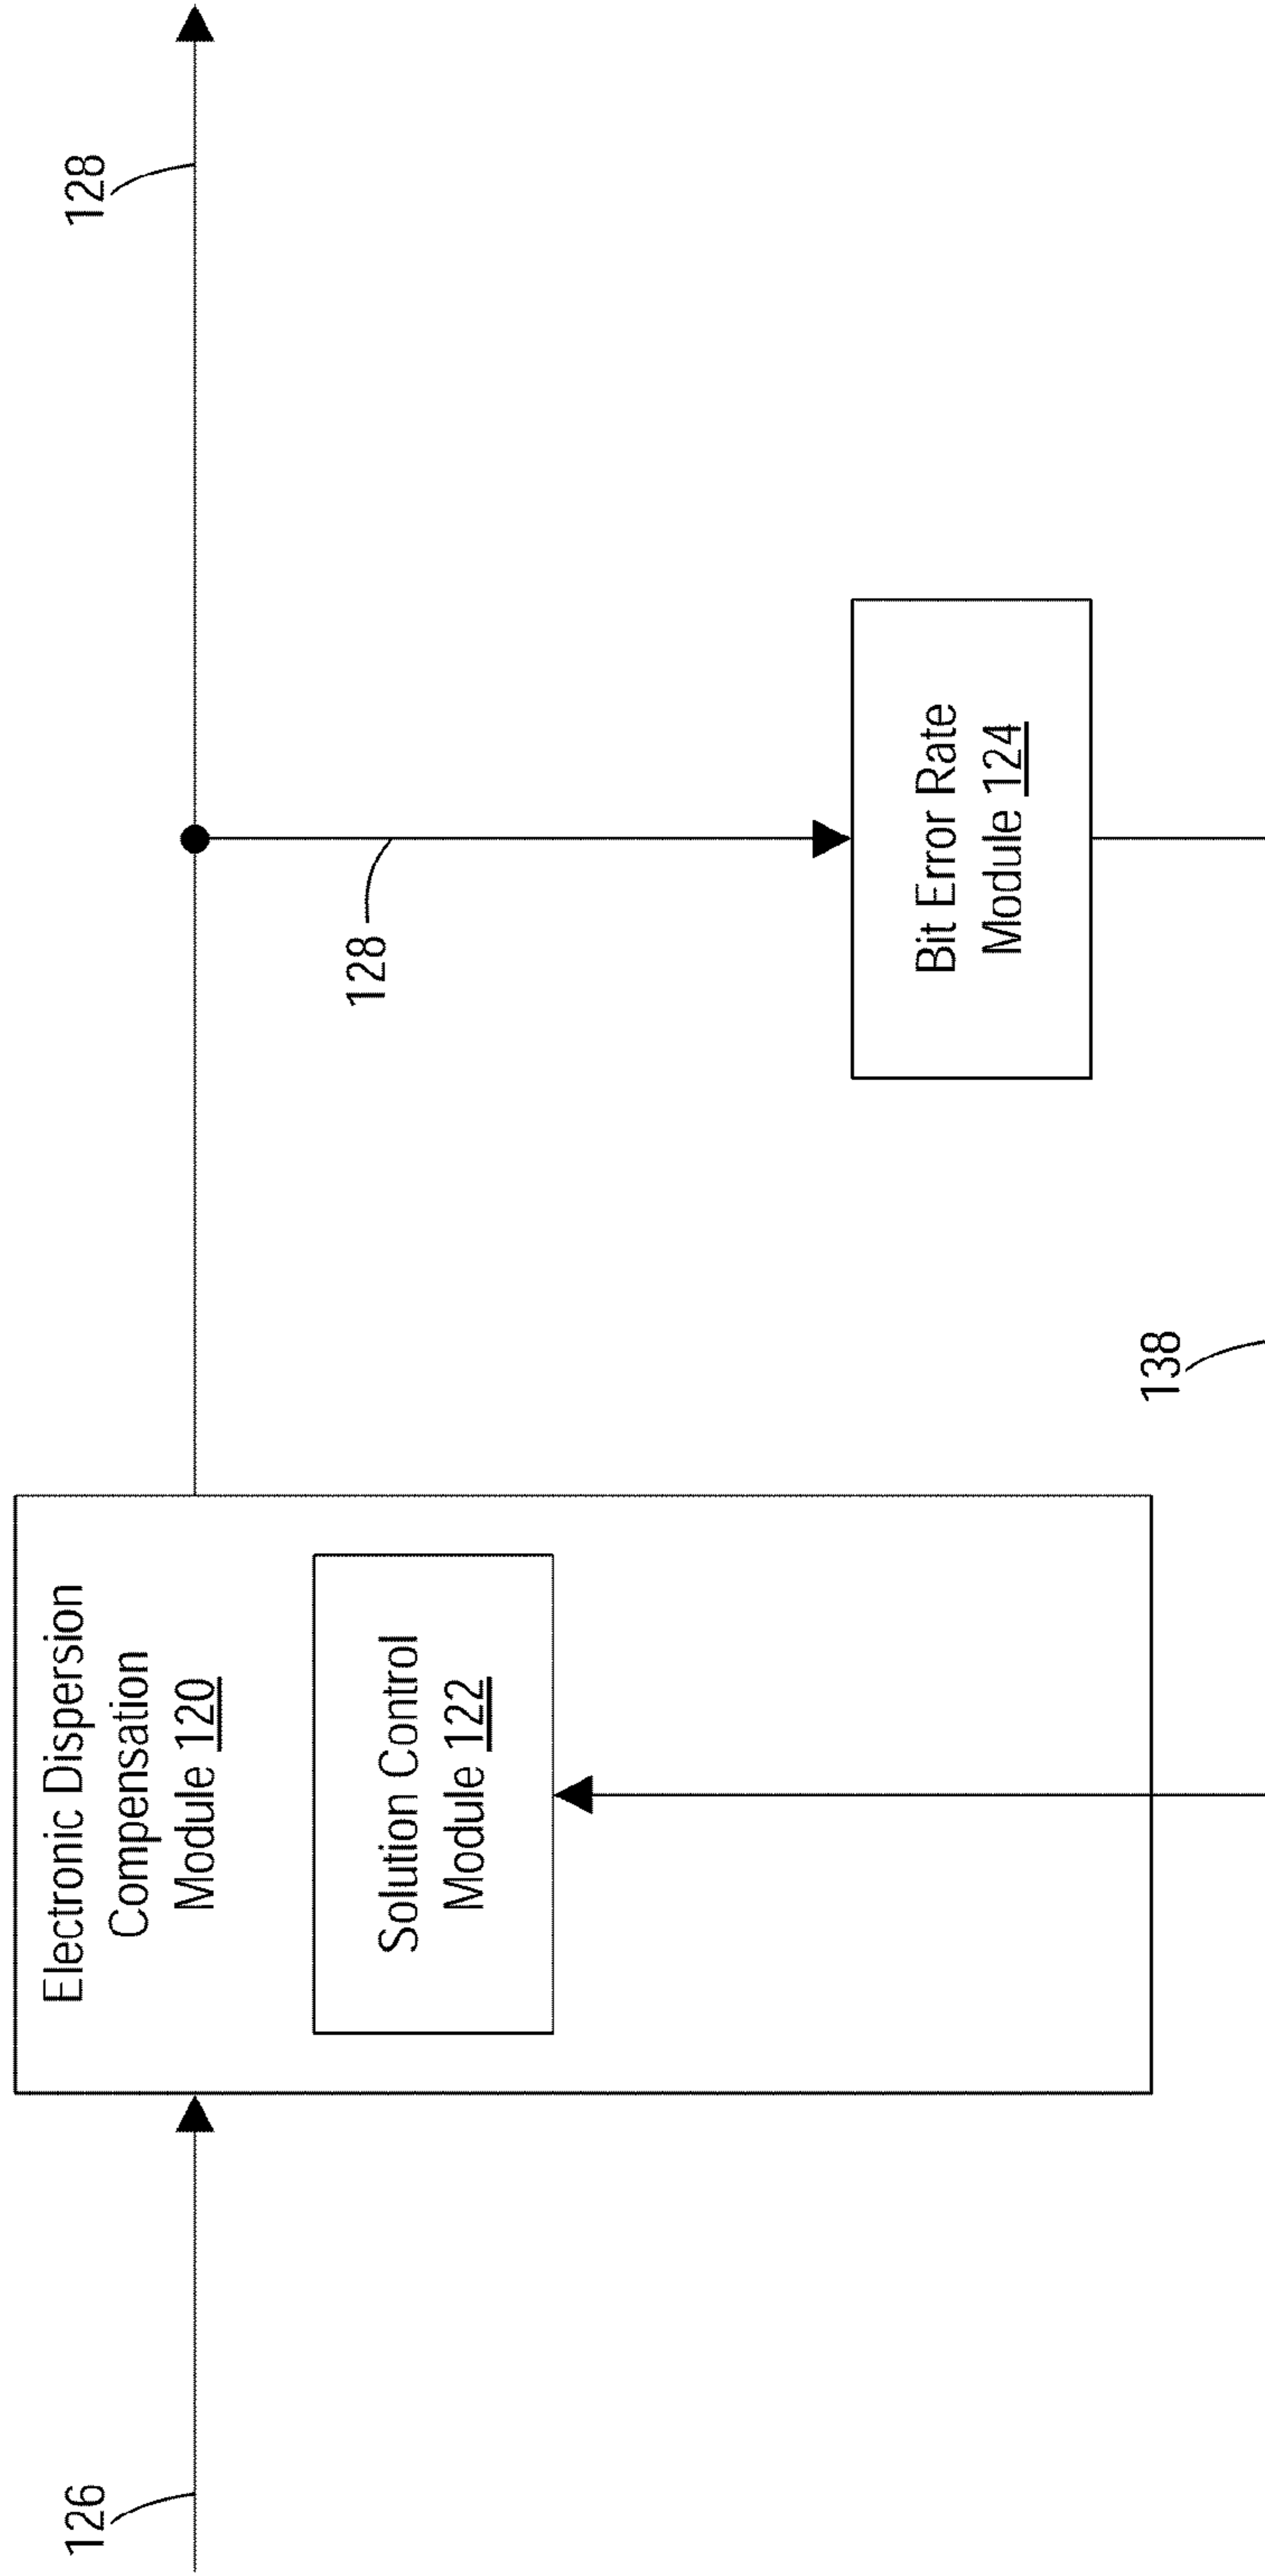 126
Electronic Dispersion
Compensation
Module 120
Solution Control
Module 122
138
128
Bit Error Rate
Module 124
128